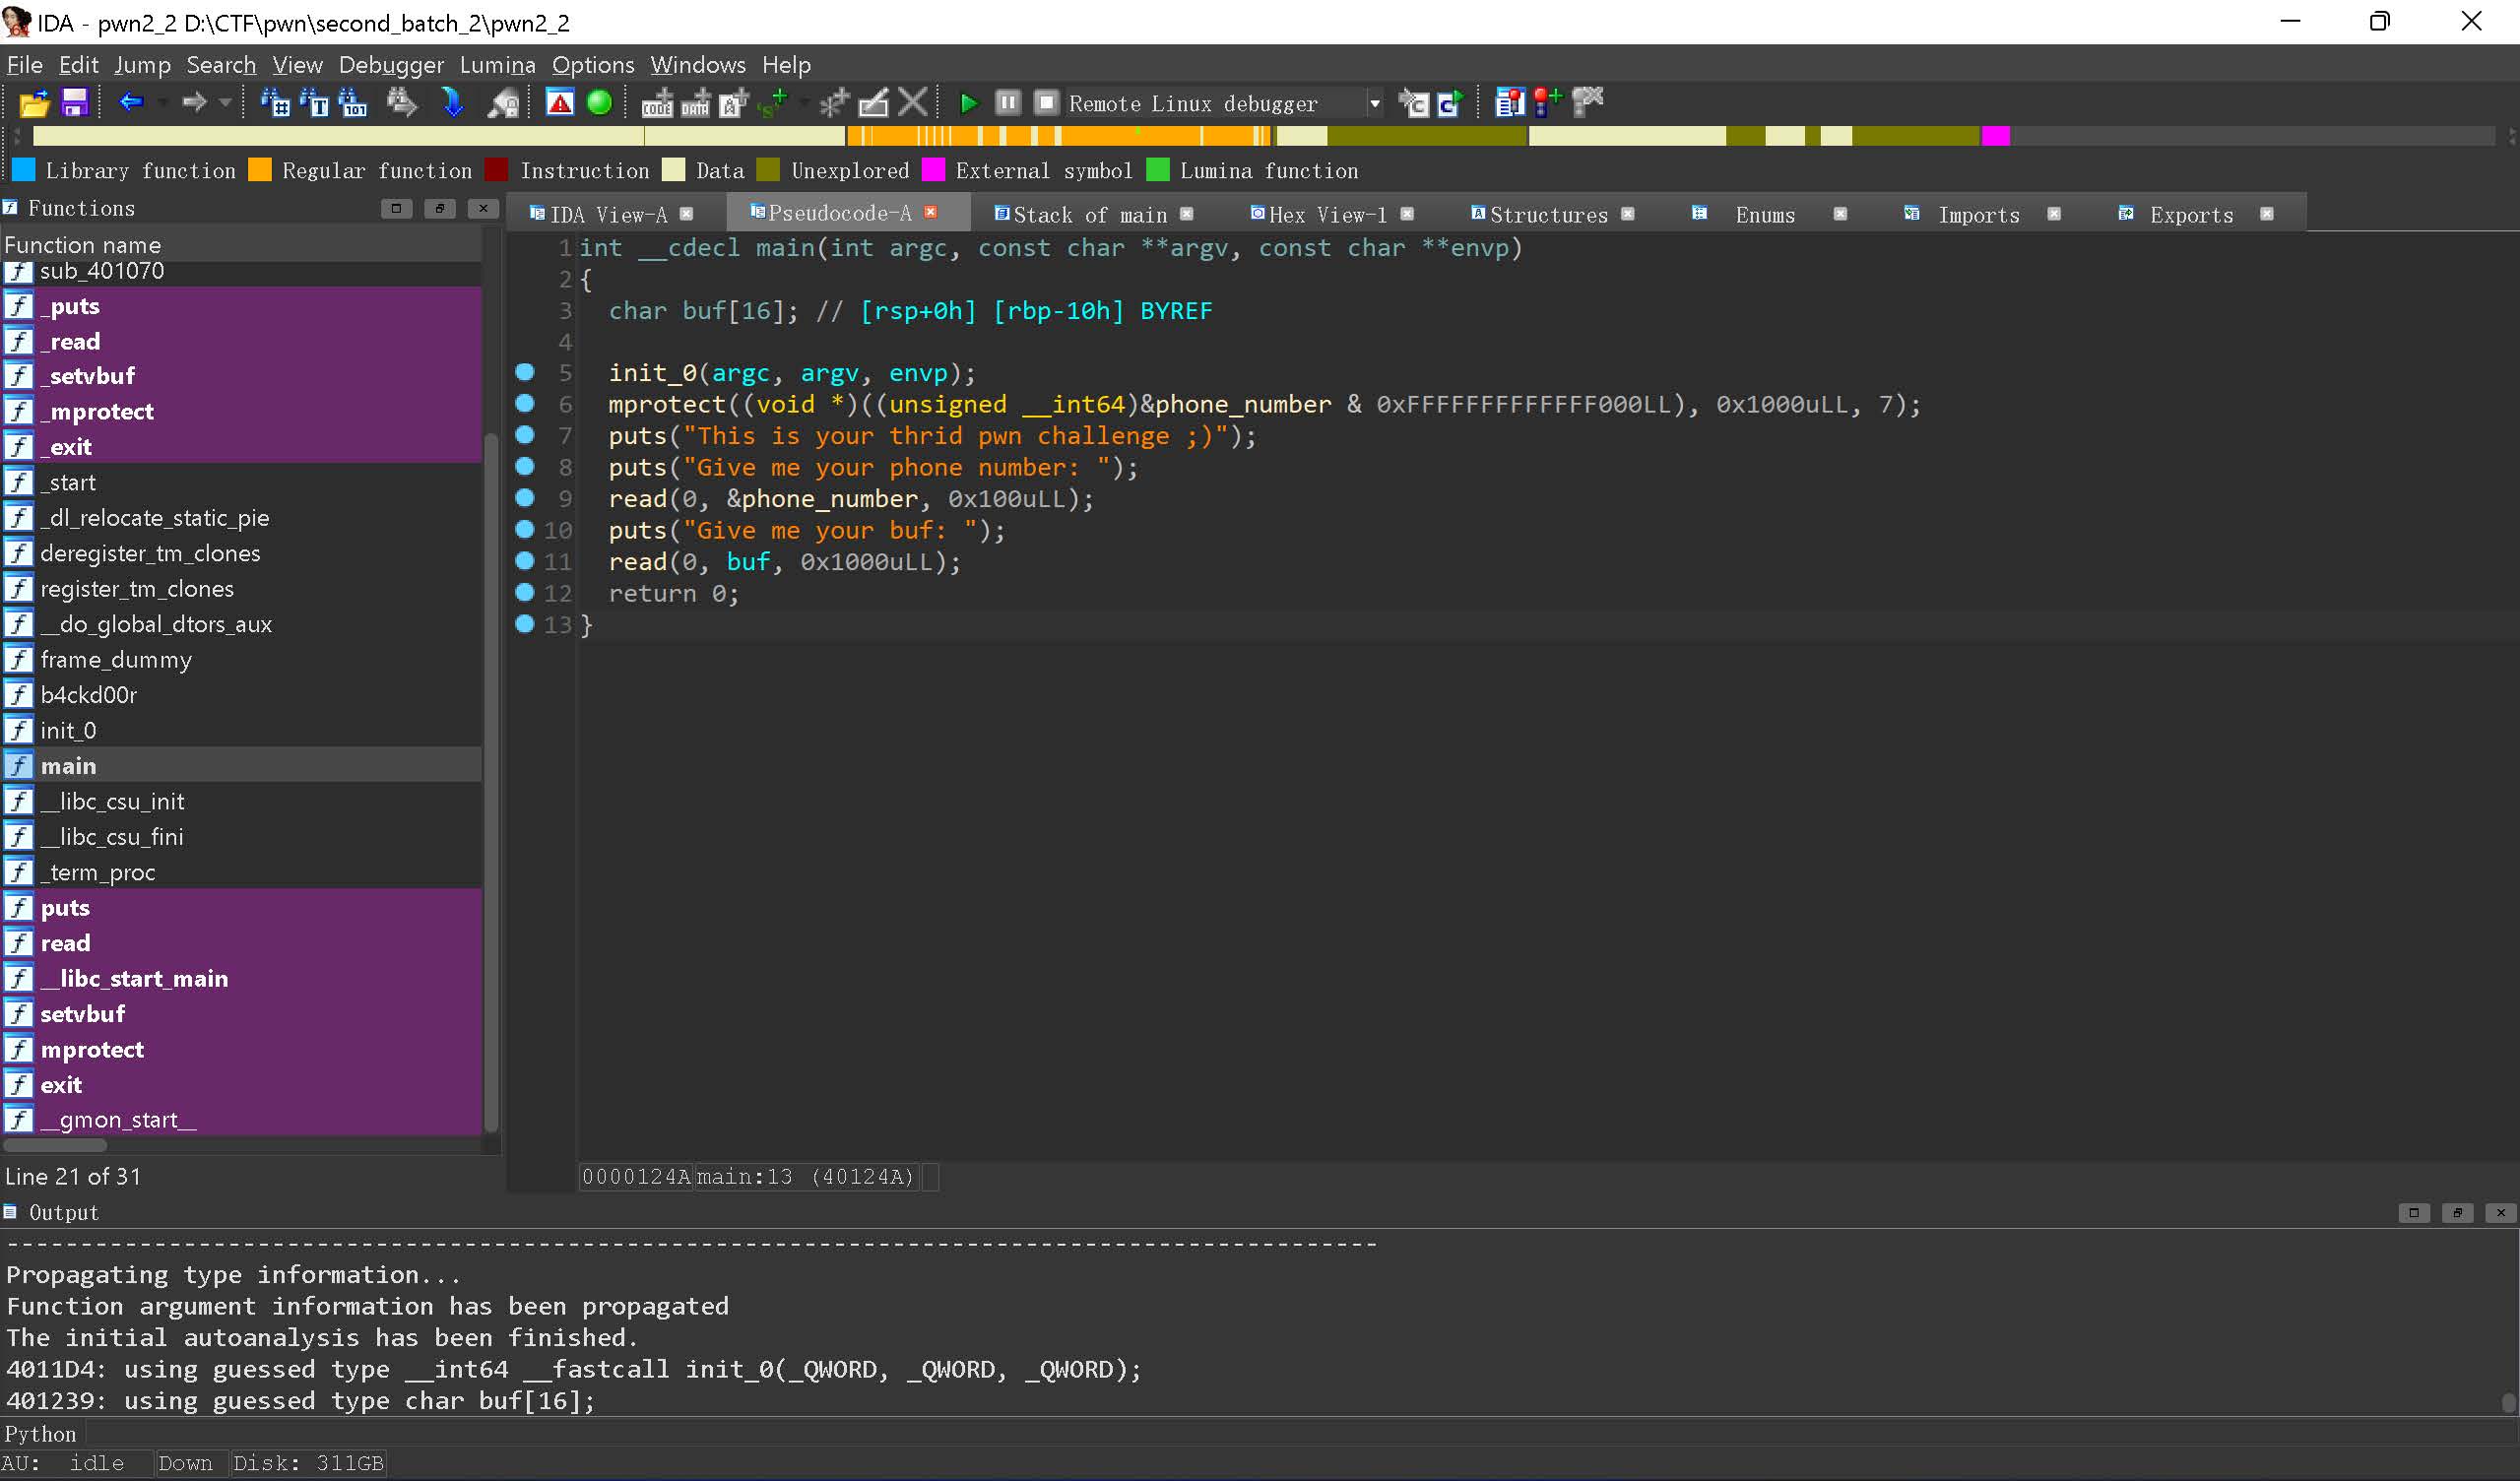 IDA - pwn2_2 D:\CTF\pwn\second_batch_2\pwn2_2
File Edit Jump Search View Debugger Lumina Options Windows Help
Remote Linux debugger
Library function Regular function Instruction Data Unexplored External symbol Lumina function
Functions
Function name
sub_401070
_puts
_read
_setvbuf
_mprotect
_exit
_start
_dl_relocate_static_pie
deregister_tm_clones
register_tm_clones
__do_global_dtors_aux
frame_dummy
b4ckd00r
init_0
main
__libc_csu_init
__libc_csu_fini
_term_proc
puts
read
__libc_start_main
setvbuf
mprotect
exit
__gmon_start__
Line 21 of 31
IDA View-A Pseudocode-A Stack of main Hex View-1 Structures Enums Imports Exports
1 int __cdecl main(int argc, const char **argv, const char **envp)
2 {
3 char buf[16]; // [rsp+0h] [rbp-10h] BYREF
4
5 init_0(argc, argv, envp);
6 mprotect((void *)((unsigned __int64)&phone_number & 0xFFFFFFFFFFFFF000LL), 0x1000uLL, 7);
7 puts("This is your thrid pwn challenge ;)");
8 puts("Give me your phone number: ");
9 read(0, &phone_number, 0x100uLL);
10 puts("Give me your buf: ");
11 read(0, buf, 0x1000uLL);
12 return 0;
13 }
0000124A main:13 (40124A)
Output
---------------------------------------------------------------------------------------------
Propagating type information...
Function argument information has been propagated
The initial autoanalysis has been finished.
4011D4: using guessed type __int64 __fastcall init_0(_QWORD, _QWORD, _QWORD);
401239: using guessed type char buf[16];
Python
AU: idle Down Disk: 311GB